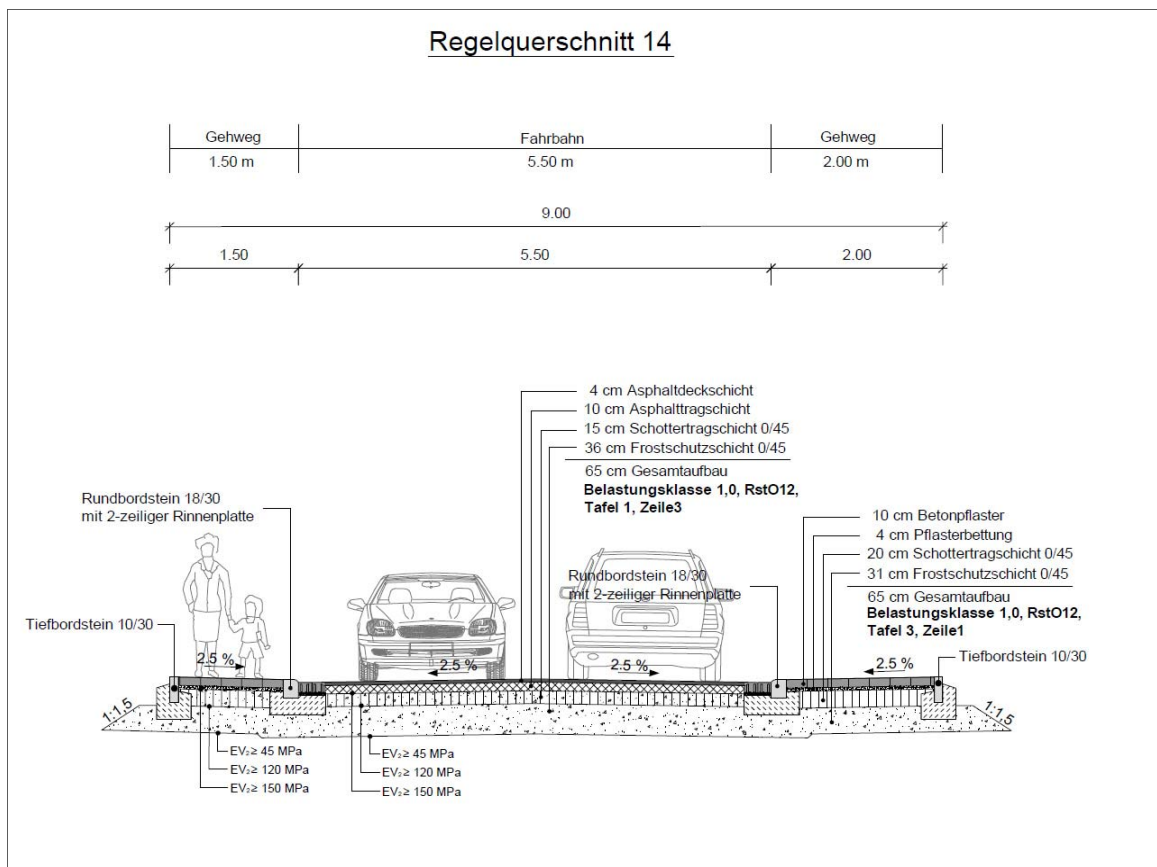 Regelquerschnitt 14
Gehweg
1.50 m
Fahrbahn
5.50 m
Gehweg
2.00 m
9.00
1.50
5.50
2.00
4 cm Asphaltdeckschicht
10 cm Asphalttragschicht
15 cm Schottertragschicht 0/45
36 cm Frostschutzschicht 0/45
65 cm Gesamtaufbau
Belastungsklasse 1,0, RstO12,
Tafel 1, Zeile3
Rundbordstein 18/30
mit 2-zeiliger Rinnenplatte
Tiefbordstein 10/30
Rundbordstein 18/30
mit 2-zeiliger Rinnenplatte
10 cm Betonpflaster
4 cm Pflasterbettung
20 cm Schottertragschicht 0/45
31 cm Frostschutzschicht 0/45
65 cm Gesamtaufbau
Belastungsklasse 1,0, RstO12,
Tafel 3, Zeile1
Tiefbordstein 10/30
2.5 %
2.5 %
2.5 %
2.5 %
1:1,5
1:1,5
EV₂≥ 45 MPa
EV₂≥ 120 MPa
EV₂≥ 150 MPa
EV₂≥ 45 MPa
EV₂≥ 120 MPa
EV₂≥ 150 MPa